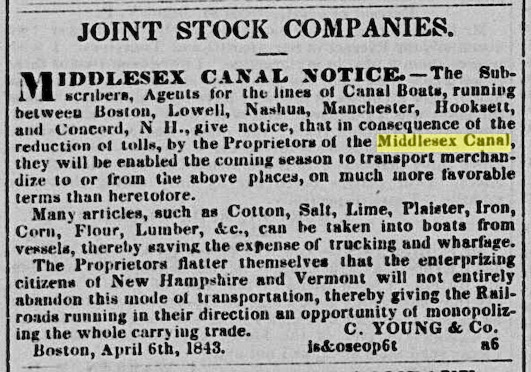 JOINT STOCK COMPANIES.
MIDDLESEX CANAL NOTICE.—The Sub-
scribers, Agents for the lines of Canal Boats, running
between Boston, Lowell, Nashua, Manchester, Hooksett,
and Concord, N H., give notice, that in consequence of the
reduction of tolls, by the Proprietors of the Middlesex Canal,
they will be enabled the coming season to transport merchan-
dize to or from the above places, on much more favorable
terms than heretofore.
Many articles, such as Cotton, Salt, Lime, Plaister, Iron,
Corn, Flour, Lumber, &c., can be taken into boats from
vessels, thereby saving the expense of trucking and wharfage.
The Proprietors flatter themselves that the enterprizing
citizens of New Hampshire and Vermont will not entirely
abandon this mode of transportation, thereby giving the Rail-
roads running in their direction an opportunity of monopoliz-
ing the whole carrying trade. C. YOUNG & Co.
Boston, April 6th, 1843. is&oseop6t a6